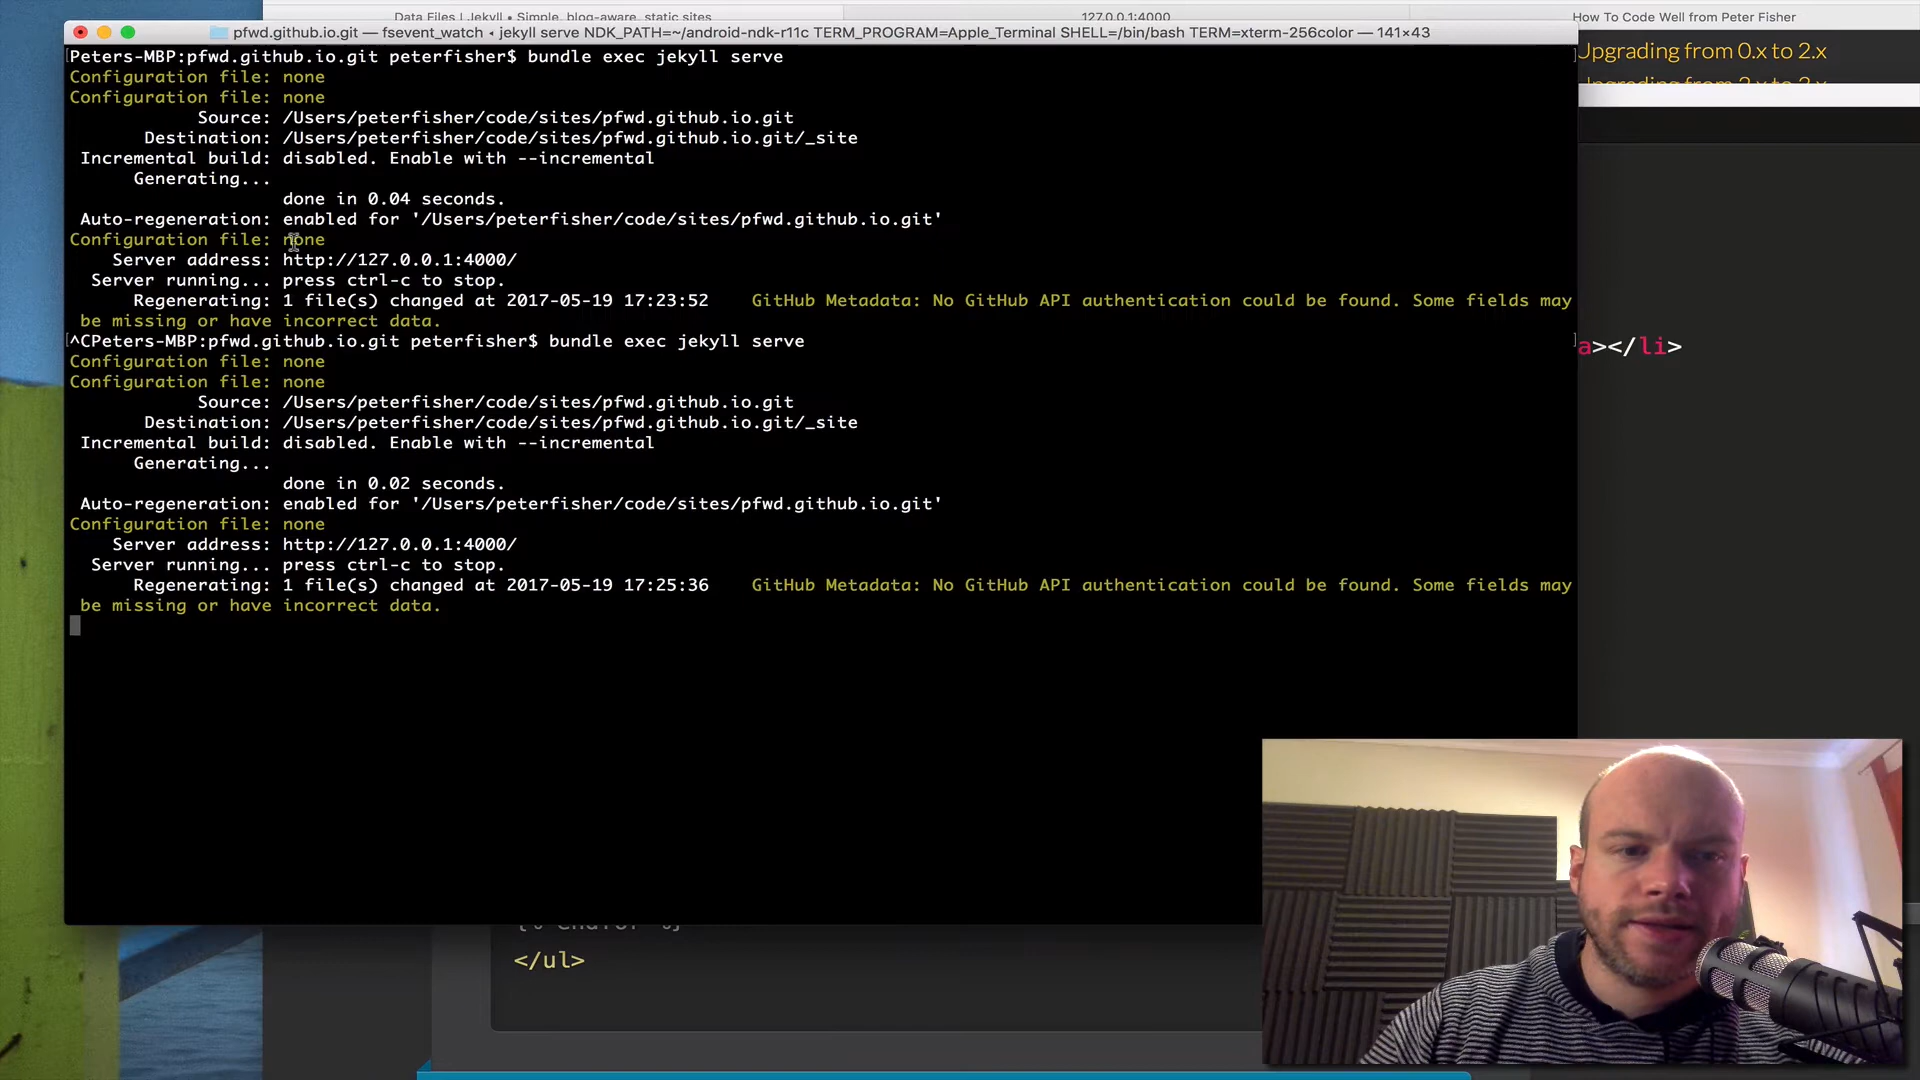 Data Files | Jekyll • Simple, blog-aware, static sites
127.0.0.1:4000
How To Code Well from Peter Fisher
pfwd.github.io.git — fsevent_watch ◂ jekyll serve NDK_PATH=~/android-ndk-r11c TERM_PROGRAM=Apple_Terminal SHELL=/bin/bash TERM=xterm-256color — 141×43
Upgrading from 0.x to 2.x
Upgrading from 2.x to 2.x
Peters-MBP:pfwd.github.io.git peterfisher$ bundle exec jekyll serve
Configuration file: none
Configuration file: none
Source: /Users/peterfisher/code/sites/pfwd.github.io.git
Destination: /Users/peterfisher/code/sites/pfwd.github.io.git/_site
Incremental build: disabled. Enable with --incremental
Generating...
done in 0.04 seconds.
Auto-regeneration: enabled for '/Users/peterfisher/code/sites/pfwd.github.io.git'
Configuration file: none
Server address: http://127.0.0.1:4000/
Server running... press ctrl-c to stop.
Regenerating: 1 file(s) changed at 2017-05-19 17:23:52 GitHub Metadata: No GitHub API authentication could be found. Some fields may
be missing or have incorrect data.
^CPeters-MBP:pfwd.github.io.git peterfisher$ bundle exec jekyll serve
a></li>
Configuration file: none
Configuration file: none
Source: /Users/peterfisher/code/sites/pfwd.github.io.git
Destination: /Users/peterfisher/code/sites/pfwd.github.io.git/_site
Incremental build: disabled. Enable with --incremental
Generating...
done in 0.02 seconds.
Auto-regeneration: enabled for '/Users/peterfisher/code/sites/pfwd.github.io.git'
Configuration file: none
Server address: http://127.0.0.1:4000/
Server running... press ctrl-c to stop.
Regenerating: 1 file(s) changed at 2017-05-19 17:25:36 GitHub Metadata: No GitHub API authentication could be found. Some fields may
be missing or have incorrect data.
</ul>